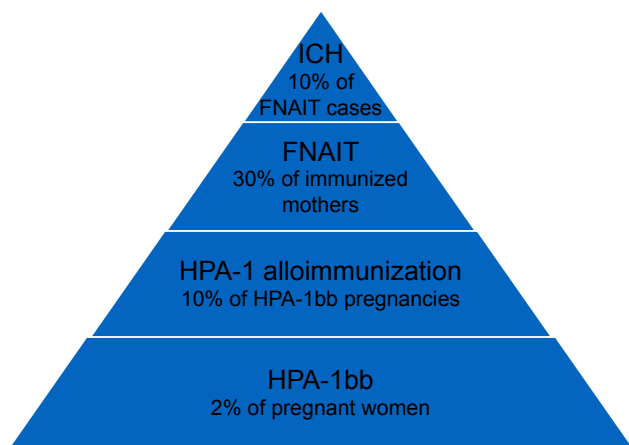 ICH
10% of
FNAIT cases
FNAIT
30% of immunized
mothers
HPA-1 alloimmunization
10% of HPA-1bb pregnancies
HPA-1bb
2% of pregnant women